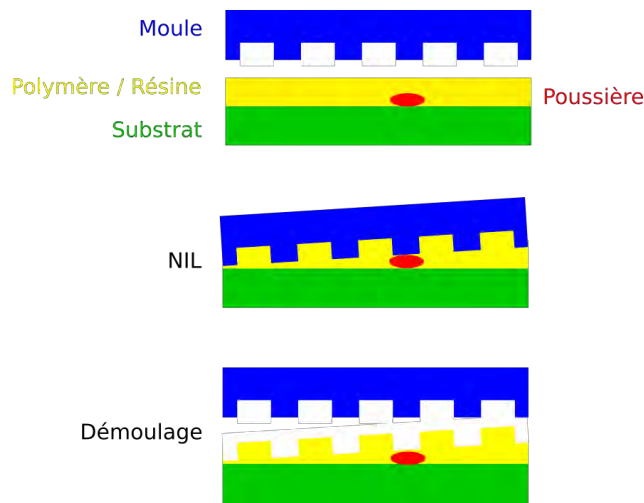 Moule
Polymère / Résine
Poussière
Substrat
NIL
Démoulage